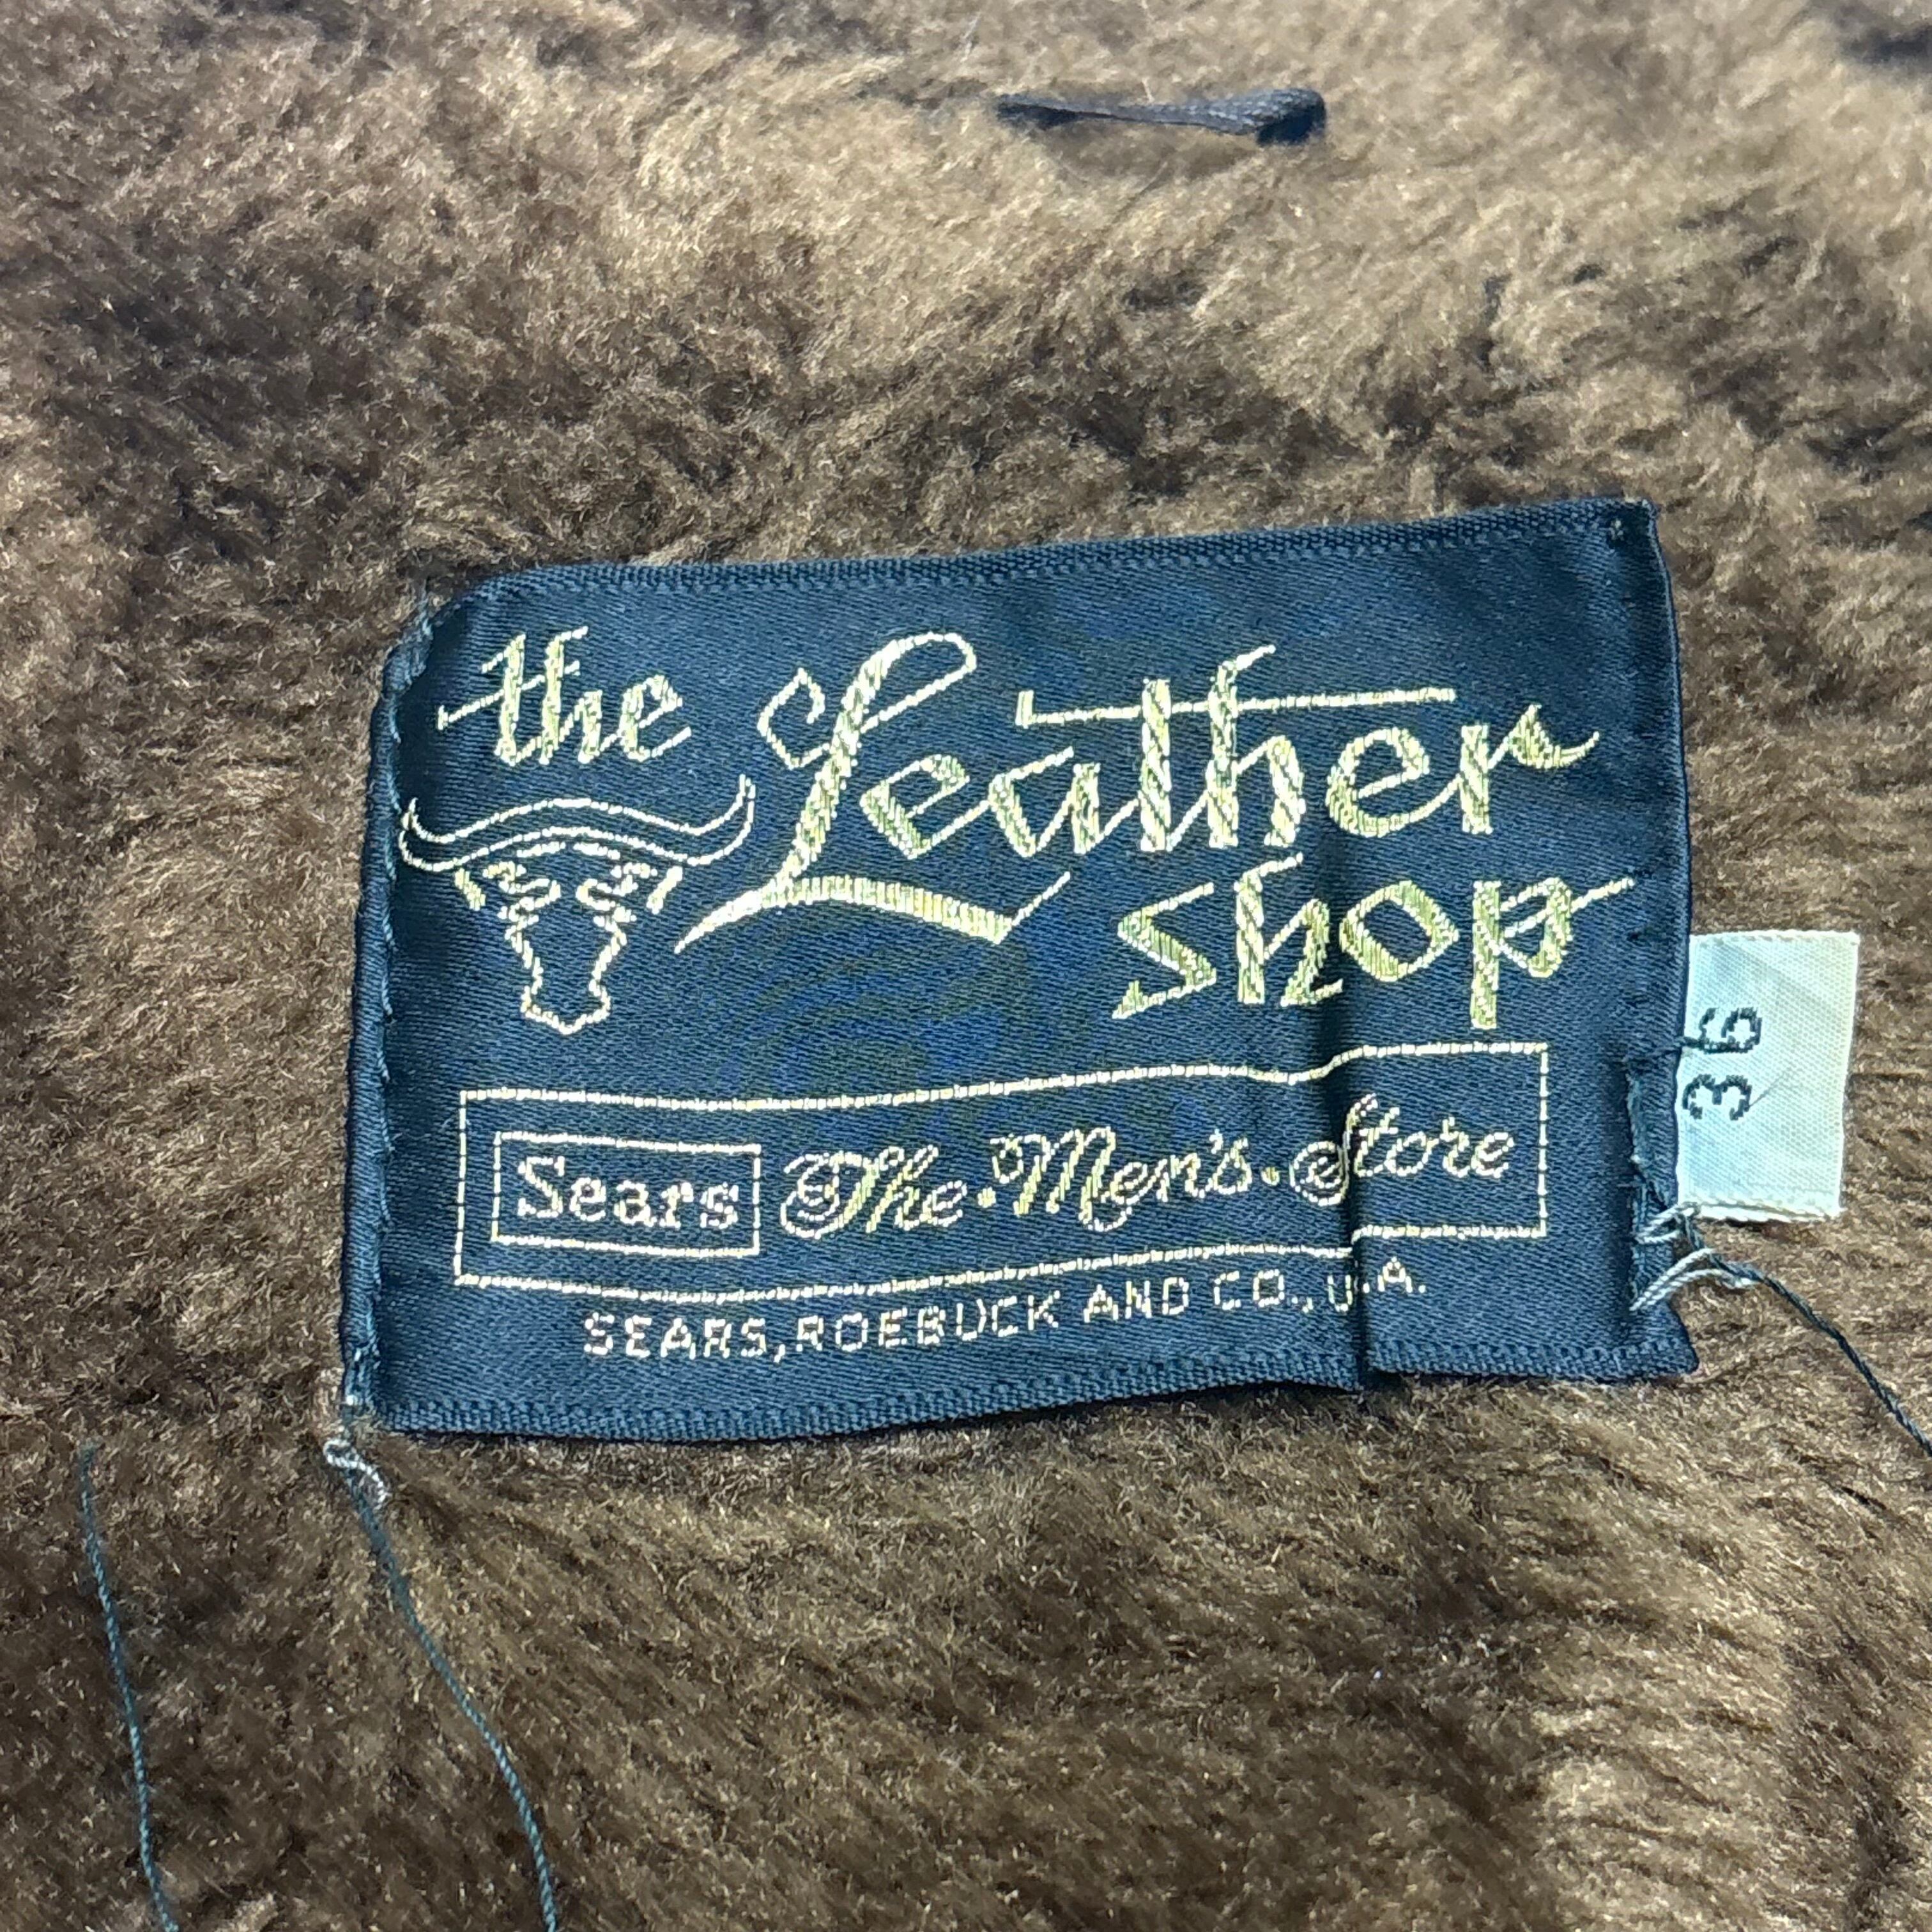 the Leather
shop
Sears The • Men's • Store
SEARS, ROEBUCK AND CO., U.A.
36